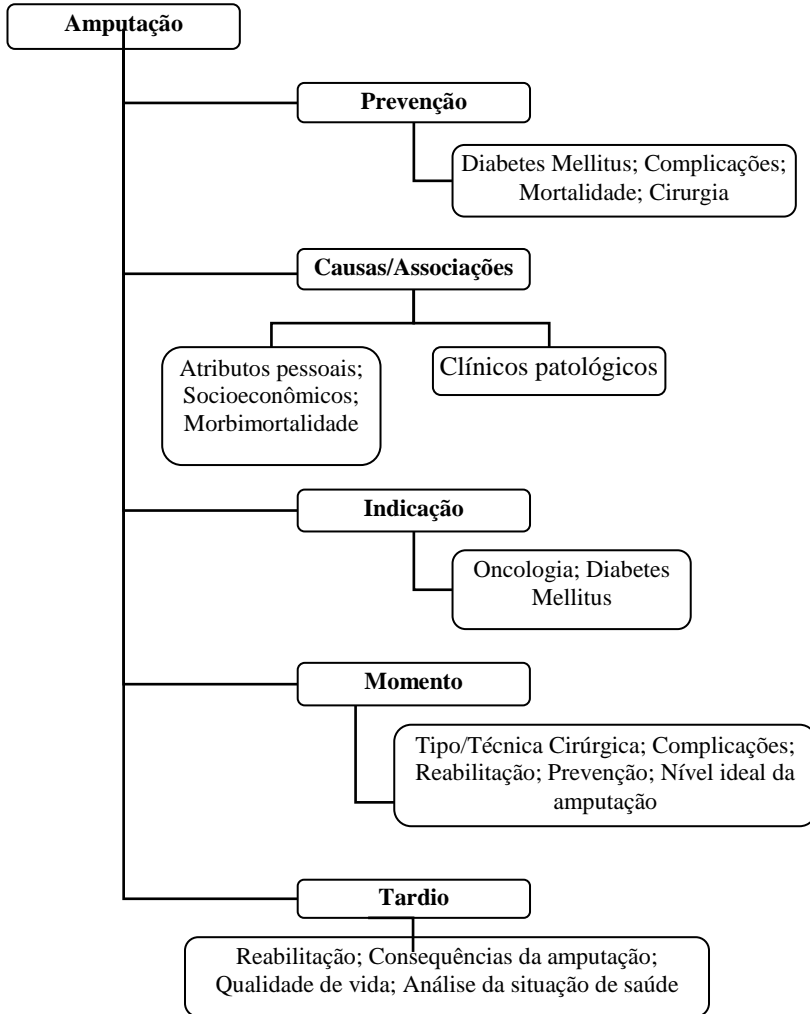 Amputação
Prevenção
Diabetes Mellitus; Complicações;
Mortalidade; Cirurgia
Causas/Associações
Atributos pessoais;
Socioeconômicos;
Morbimortalidade
Clínicos patológicos
Indicação
Oncologia; Diabetes
Mellitus
Momento
Tipo/Técnica Cirúrgica; Complicações;
Reabilitação; Prevenção; Nível ideal da
amputação
Tardio
Reabilitação; Consequências da amputação;
Qualidade de vida; Análise da situação de saúde